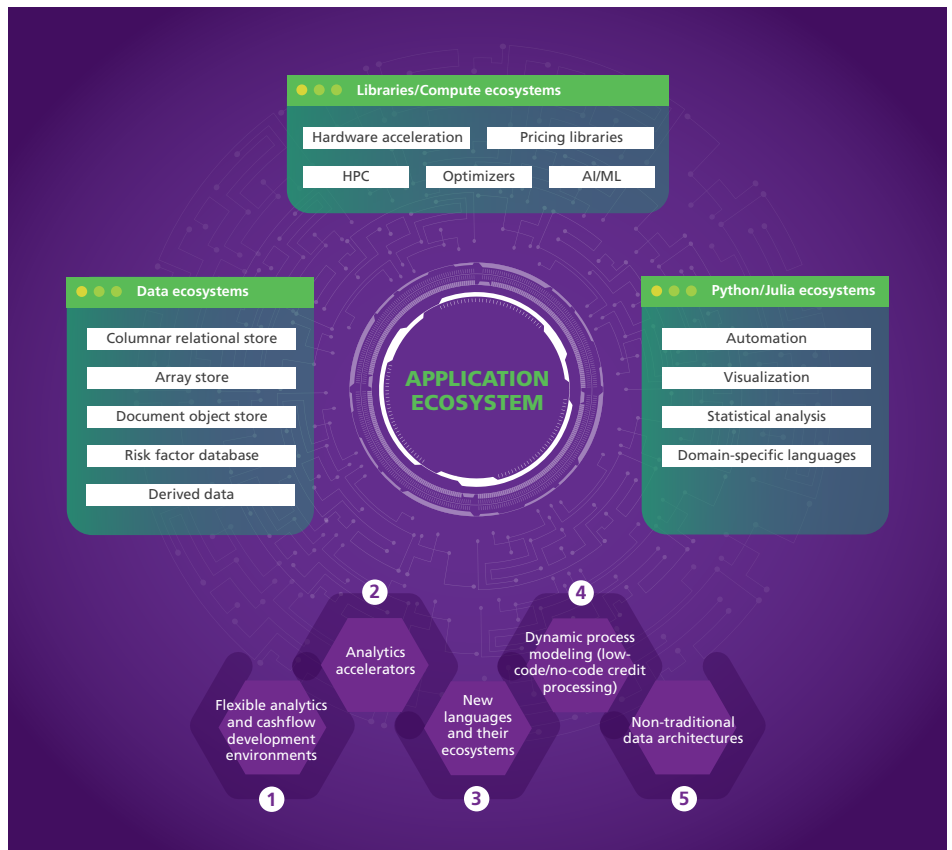 Libraries/Compute ecosystems
Hardware acceleration
Pricing libraries
HPC
Optimizers
AI/ML
Data ecosystems
Columnar relational store
Array store
Document object store
Risk factor database
Derived data
APPLICATION
ECOSYSTEM
Python/Julia ecosystems
Automation
Visualization
Statistical analysis
Domain-specific languages
1
Flexible analytics
and cashflow
development
environments
2
Analytics
accelerators
3
New
languages
and their
ecosystems
4
Dynamic process
modeling (low-
code/no-code credit
processing)
5
Non-traditional
data architectures